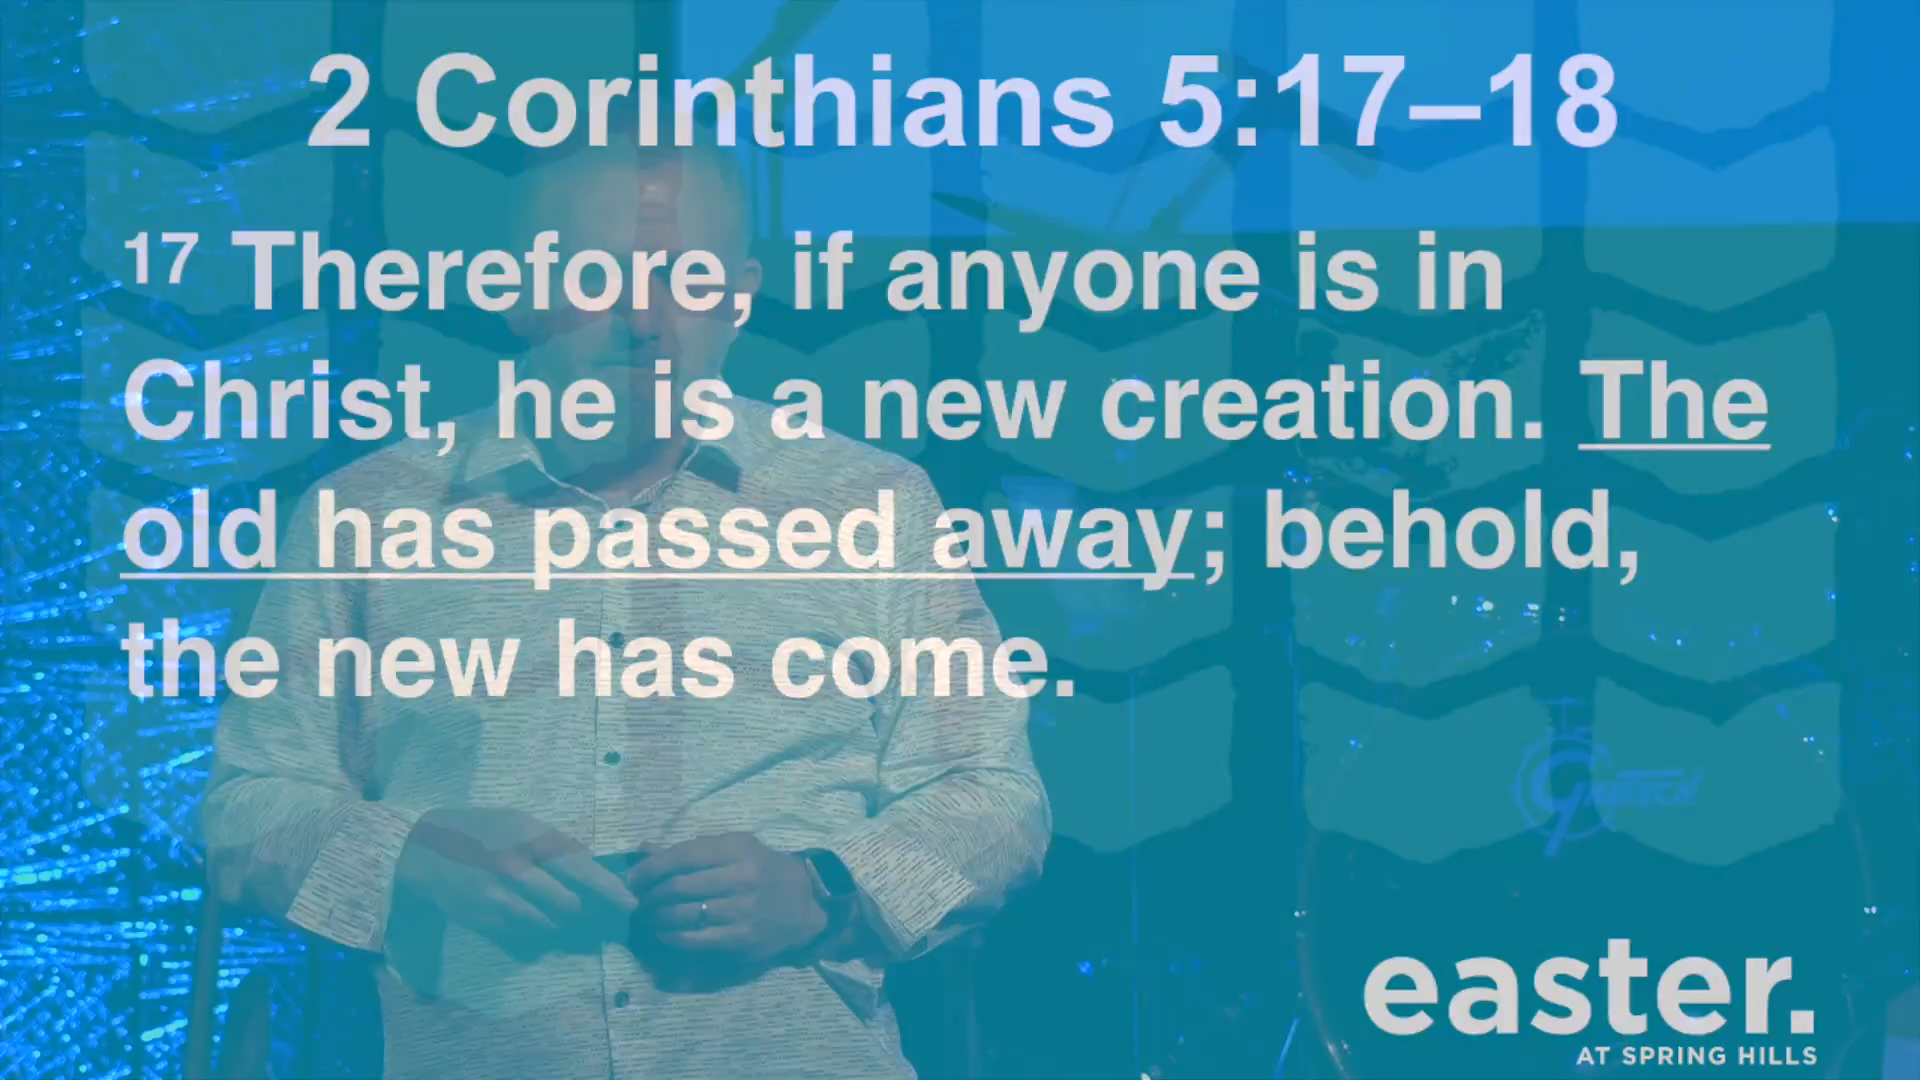 2 Corinthians 5:17–18
17 Therefore, if anyone is in
Christ, he is a new creation. The
old has passed away; behold,
the new has come.
easter.
AT SPRING HILLS